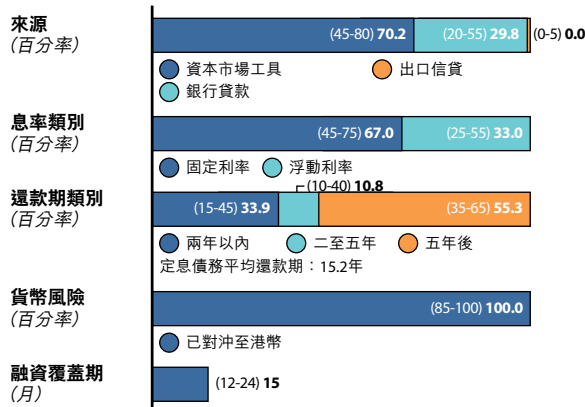 來源
(百分率)
(45-80) 70.2 (20-55) 29.8 (0-5) 0.0
資本市場工具 出口信貸
銀行貸款
息率類別
(百分率)
(45-75) 67.0 (25-55) 33.0
固定利率 浮動利率
還款期類別
(百分率)
(10-40) 10.8
(15-45) 33.9 (35-65) 55.3
兩年以內 二至五年 五年後
定息債務平均還款期：15.2年
貨幣風險
(百分率)
(85-100) 100.0
已對沖至港幣
融資覆蓋期
(月)
(12-24) 15